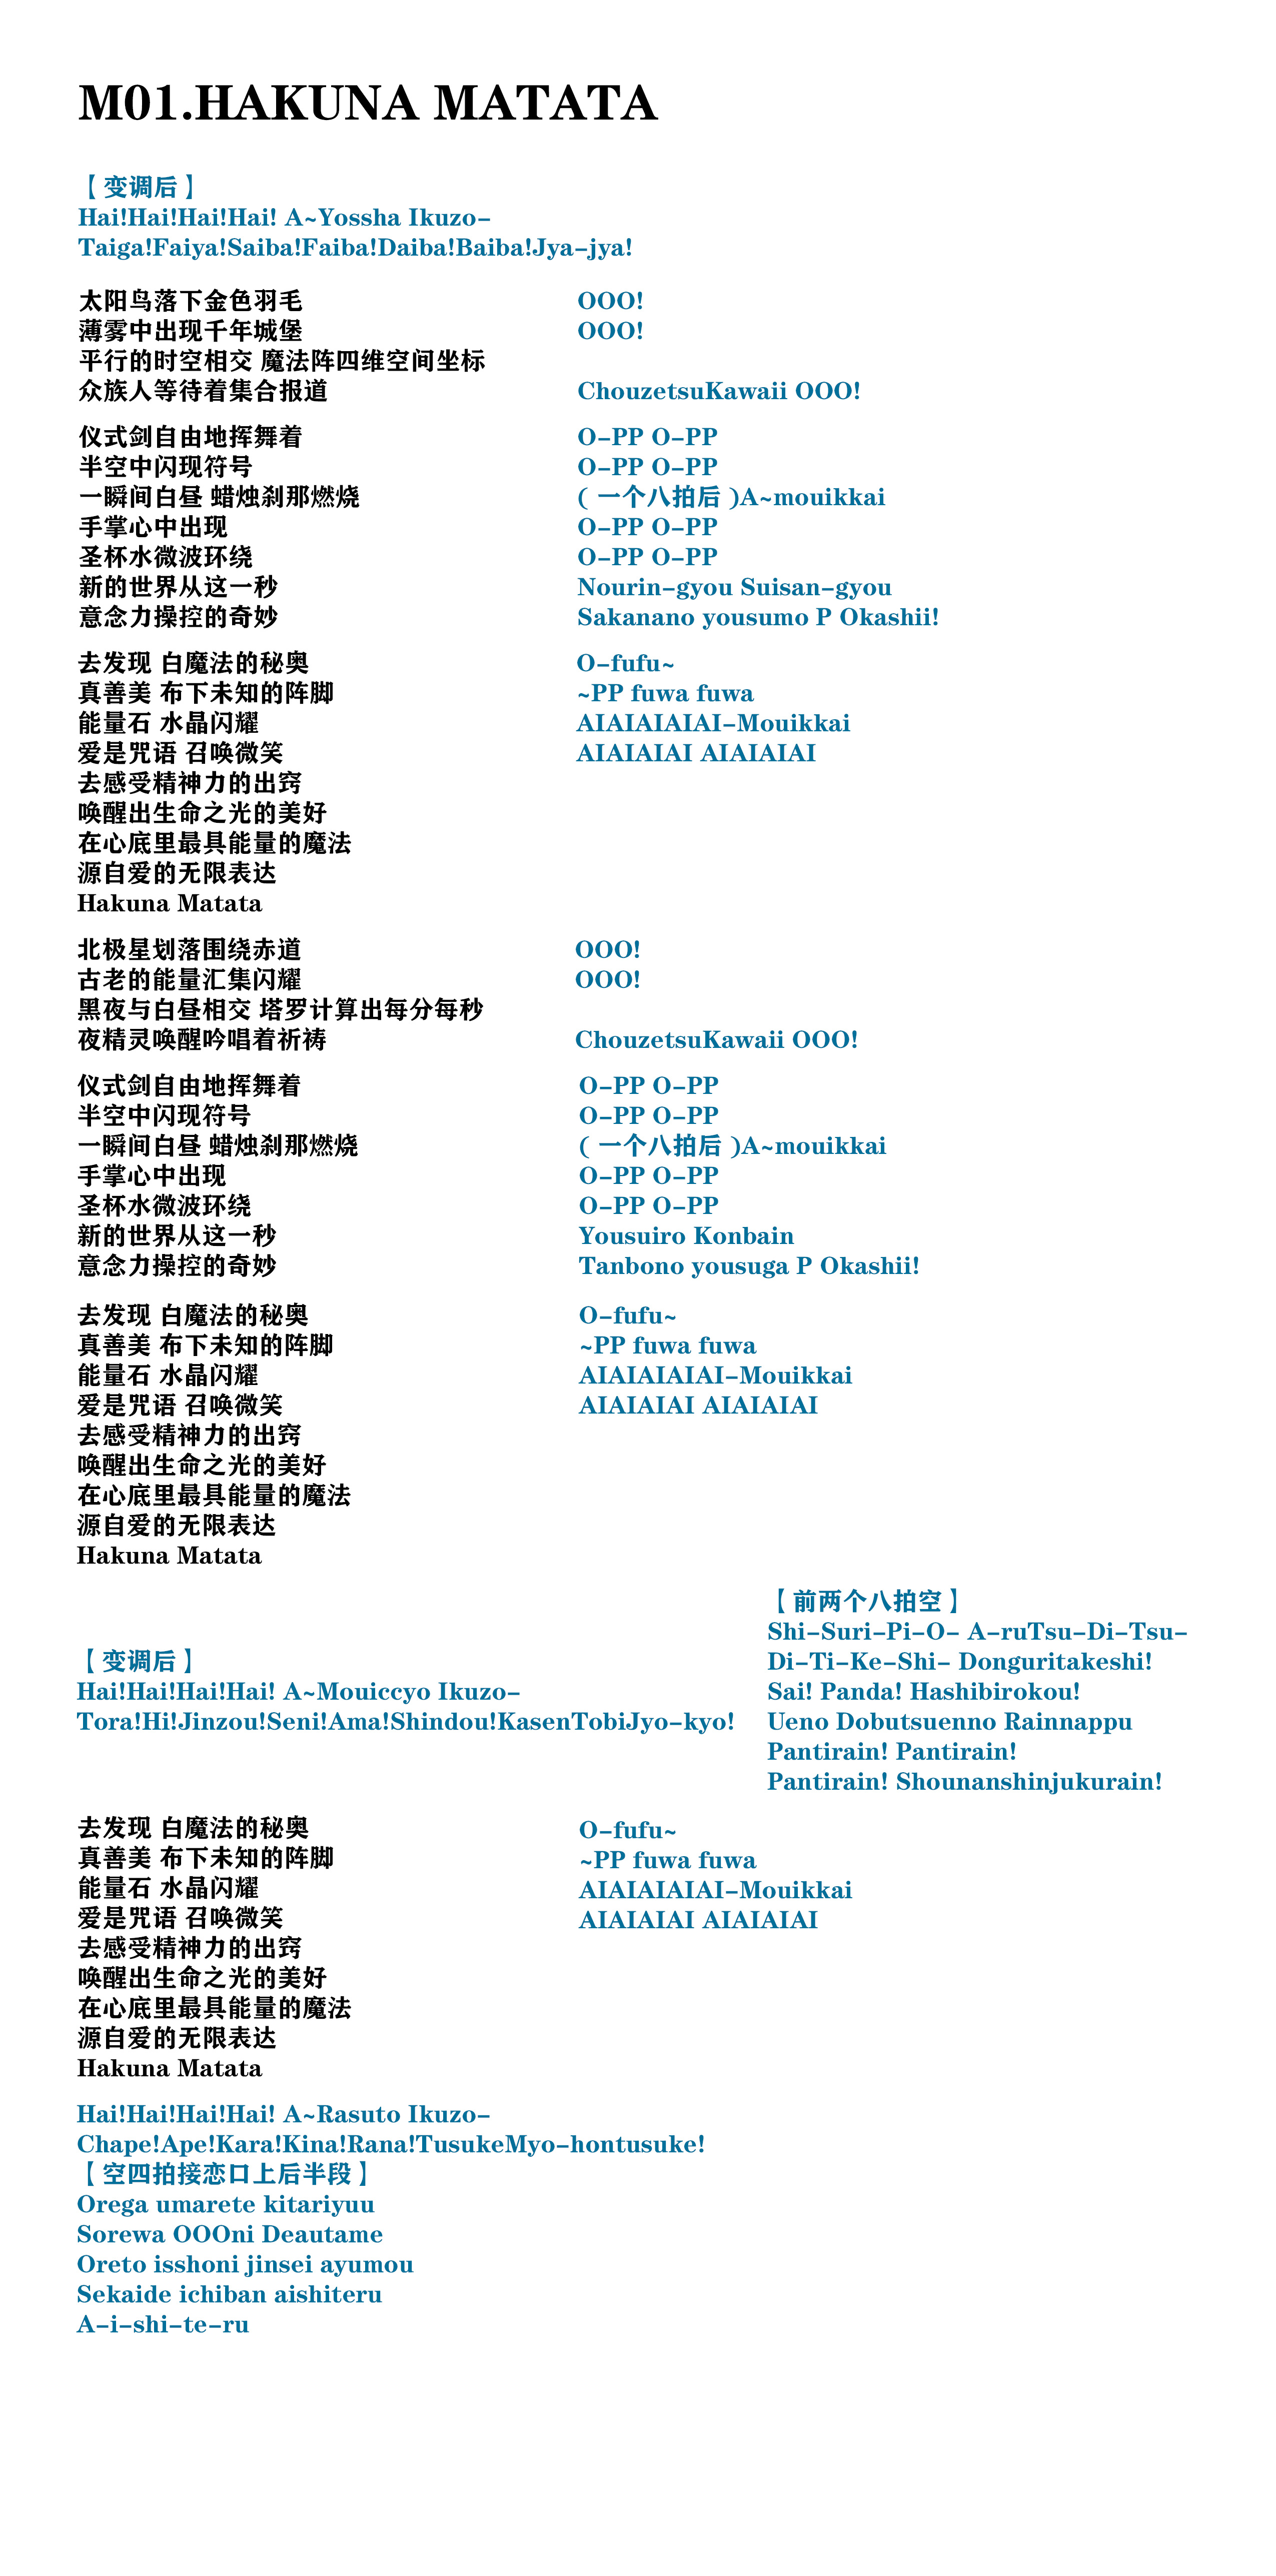 M01.HAKUNA MATATA
【变调后】
Hai!Hai!Hai!Hai! A~Yossha Ikuzo-
Taiga!Faiya!Saiba!Faiba!Daiba!Baiba!Jya-jya!
太阳鸟落下金色羽毛 OOO!
薄雾中出现千年城堡 OOO!
平行的时空相交 魔法阵四维空间坐标
众族人等待着集合报道 ChouzetsuKawaii OOO!
仪式剑自由地挥舞着 O-PP O-PP
半空中闪现符号 O-PP O-PP
一瞬间白昼 蜡烛刹那燃烧 ( 一个八拍后 )A~mouikkai
手掌心中出现 O-PP O-PP
圣杯水微波环绕 O-PP O-PP
新的世界从这一秒 Nourin-gyou Suisan-gyou
意念力操控的奇妙 Sakanano yousumo P Okashii!
去发现 白魔法的秘奥 O-fufu~
真善美 布下未知的阵脚 ~PP fuwa fuwa
能量石 水晶闪耀 AIAIAIAIAI-Mouikkai
爱是咒语 召唤微笑 AIAIAIAI AIAIAIAI
去感受精神力的出窍
唤醒出生命之光的美好
在心底里最具能量的魔法
源自爱的无限表达
Hakuna Matata
北极星划落围绕赤道 OOO!
古老的能量汇集闪耀 OOO!
黑夜与白昼相交 塔罗计算出每分每秒
夜精灵唤醒吟唱着祈祷 ChouzetsuKawaii OOO!
仪式剑自由地挥舞着 O-PP O-PP
半空中闪现符号 O-PP O-PP
一瞬间白昼 蜡烛刹那燃烧 ( 一个八拍后 )A~mouikkai
手掌心中出现 O-PP O-PP
圣杯水微波环绕 O-PP O-PP
新的世界从这一秒 Yousuiro Konbain
意念力操控的奇妙 Tanbono yousuga P Okashii!
去发现 白魔法的秘奥 O-fufu~
真善美 布下未知的阵脚 ~PP fuwa fuwa
能量石 水晶闪耀 AIAIAIAIAI-Mouikkai
爱是咒语 召唤微笑 AIAIAIAI AIAIAIAI
去感受精神力的出窍
唤醒出生命之光的美好
在心底里最具能量的魔法
源自爱的无限表达
Hakuna Matata
【变调后】
Hai!Hai!Hai!Hai! A~Mouiccyo Ikuzo-
Tora!Hi!Jinzou!Seni!Ama!Shindou!KasenTobiJyo-kyo!
【前两个八拍空】
Shi-Suri-Pi-O- A-ruTsu-Di-Tsu-
Di-Ti-Ke-Shi- Donguritakeshi!
Sai! Panda! Hashibirokou!
Ueno Dobutsuenno Rainnappu
Pantirain! Pantirain!
Pantirain! Shounanshinjukurain!
去发现 白魔法的秘奥 O-fufu~
真善美 布下未知的阵脚 ~PP fuwa fuwa
能量石 水晶闪耀 AIAIAIAIAI-Mouikkai
爱是咒语 召唤微笑 AIAIAIAI AIAIAIAI
去感受精神力的出窍
唤醒出生命之光的美好
在心底里最具能量的魔法
源自爱的无限表达
Hakuna Matata
Hai!Hai!Hai!Hai! A~Rasuto Ikuzo-
Chape!Ape!Kara!Kina!Rana!TusukeMyo-hontusuke!
【空四拍接恋口上后半段】
Orega umarete kitariyuu
Sorewa OOOni Deautame
Oreto isshoni jinsei ayumou
Sekaide ichiban aishiteru
A-i-shi-te-ru